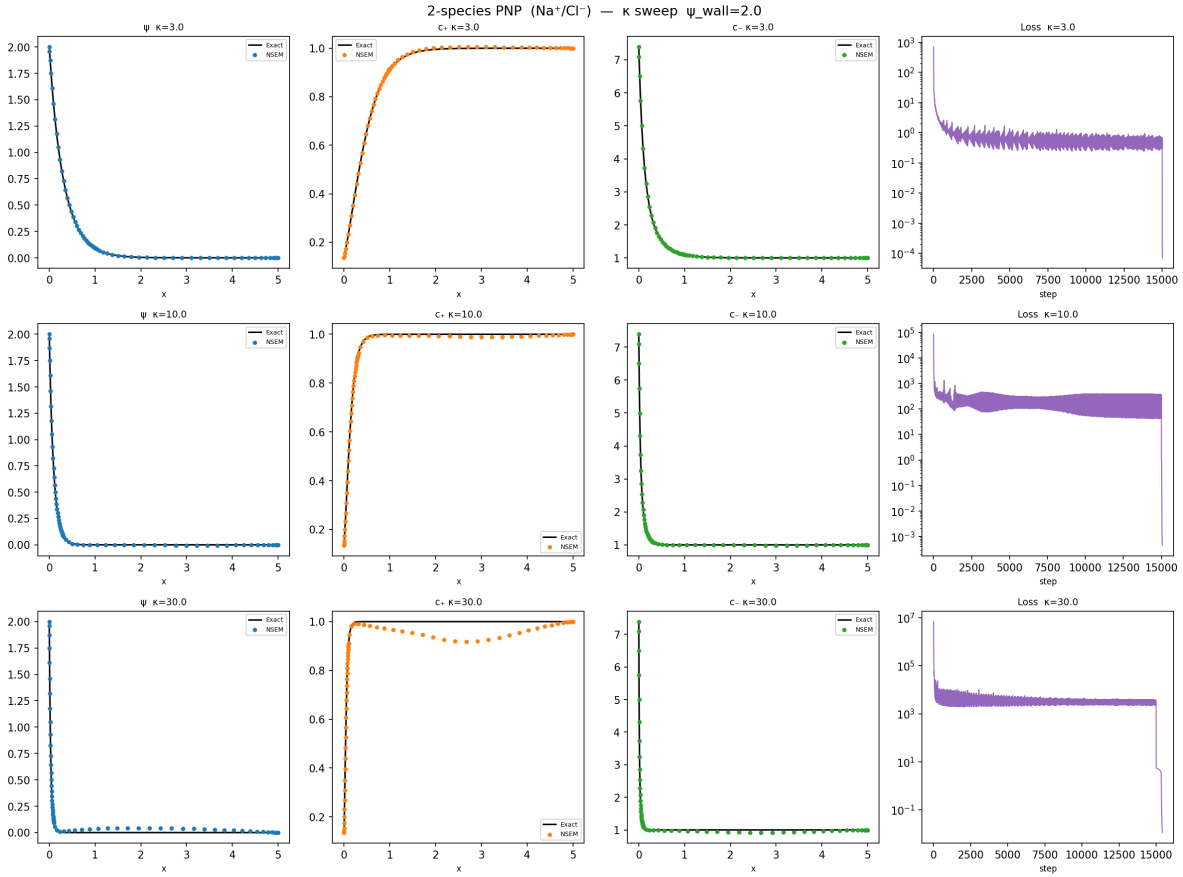 2-species PNP (Na⁺/Cl⁻) — κ sweep ψ_wall=2.0
ψ κ=3.0
2.00
1.75
1.50
1.25
1.00
0.75
0.50
0.25
0.00
0 1 2 3 4 5
x
Exact
NSEM
c₊ κ=3.0
1.0
0.8
0.6
0.4
0.2
0 1 2 3 4 5
x
Exact
NSEM
c₋ κ=3.0
7
6
5
4
3
2
1
0 1 2 3 4 5
x
Exact
NSEM
Loss κ=3.0
10³
10²
10¹
10⁰
10⁻¹
10⁻²
10⁻³
10⁻⁴
0 2500 5000 7500 10000 12500 15000
step
ψ κ=10.0
2.00
1.75
1.50
1.25
1.00
0.75
0.50
0.25
0.00
0 1 2 3 4 5
x
Exact
NSEM
c₊ κ=10.0
1.0
0.8
0.6
0.4
0.2
0 1 2 3 4 5
x
Exact
NSEM
c₋ κ=10.0
7
6
5
4
3
2
1
0 1 2 3 4 5
x
Exact
NSEM
Loss κ=10.0
10⁵
10⁴
10³
10²
10¹
10⁰
10⁻¹
10⁻²
10⁻³
0 2500 5000 7500 10000 12500 15000
step
ψ κ=30.0
2.00
1.75
1.50
1.25
1.00
0.75
0.50
0.25
0.00
0 1 2 3 4 5
x
Exact
NSEM
c₊ κ=30.0
1.0
0.8
0.6
0.4
0.2
0 1 2 3 4 5
x
Exact
NSEM
c₋ κ=30.0
7
6
5
4
3
2
1
0 1 2 3 4 5
x
Exact
NSEM
Loss κ=30.0
10⁷
10⁵
10³
10¹
10⁻¹
0 2500 5000 7500 10000 12500 15000
step